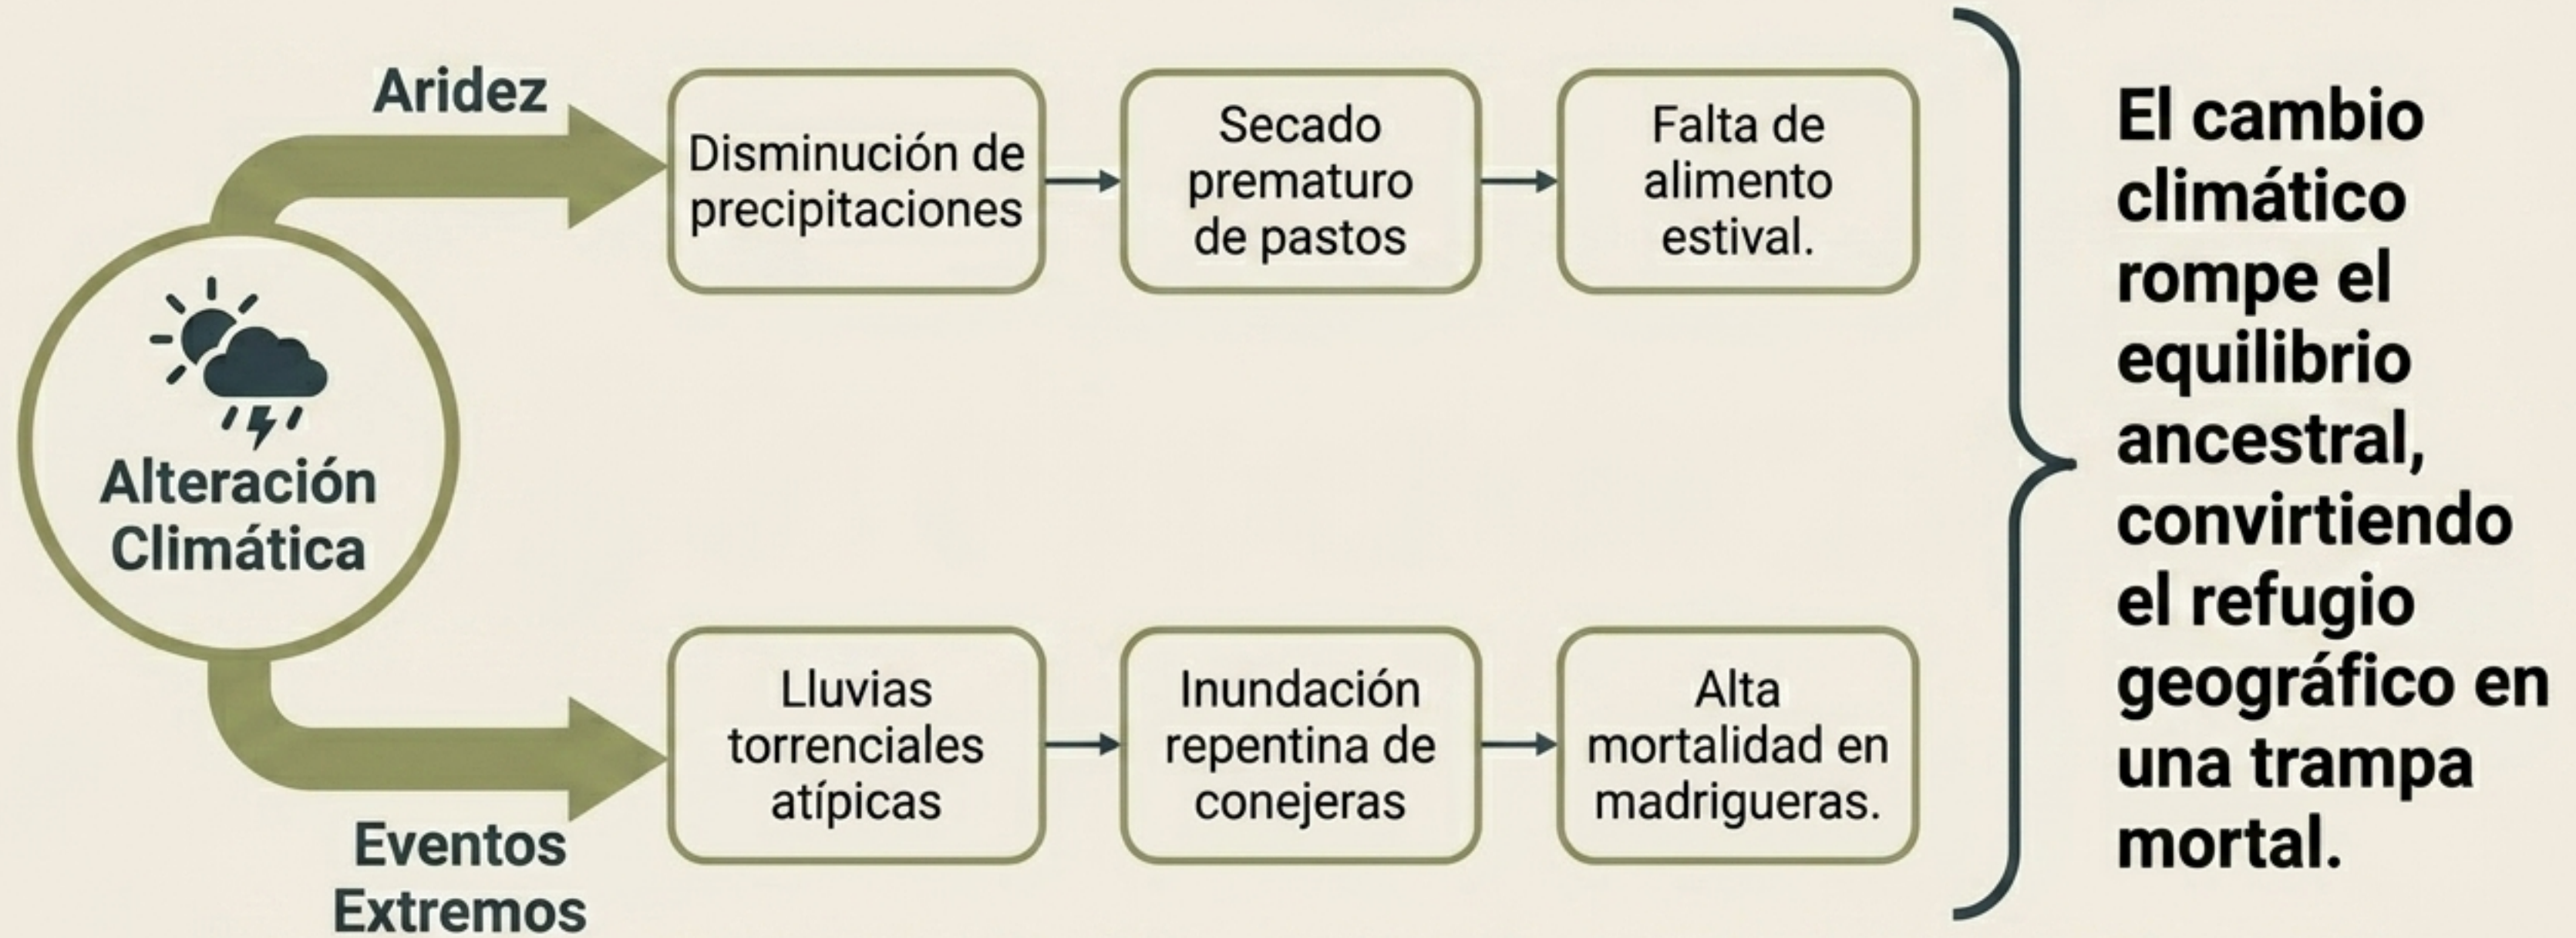 Alteración
Climática
Aridez
Disminución de
precipitaciones
Secado
prematuro
de pastos
Falta de
alimento
estival.
Eventos
Extremos
Lluvias
torrenciales
atípicas
Inundación
repentina de
conejeras
Alta
mortalidad en
madrigueras.
El cambio
climático
rompe el
equilibrio
ancestral,
convirtiendo
el refugio
geográfico en
una trampa
mortal.